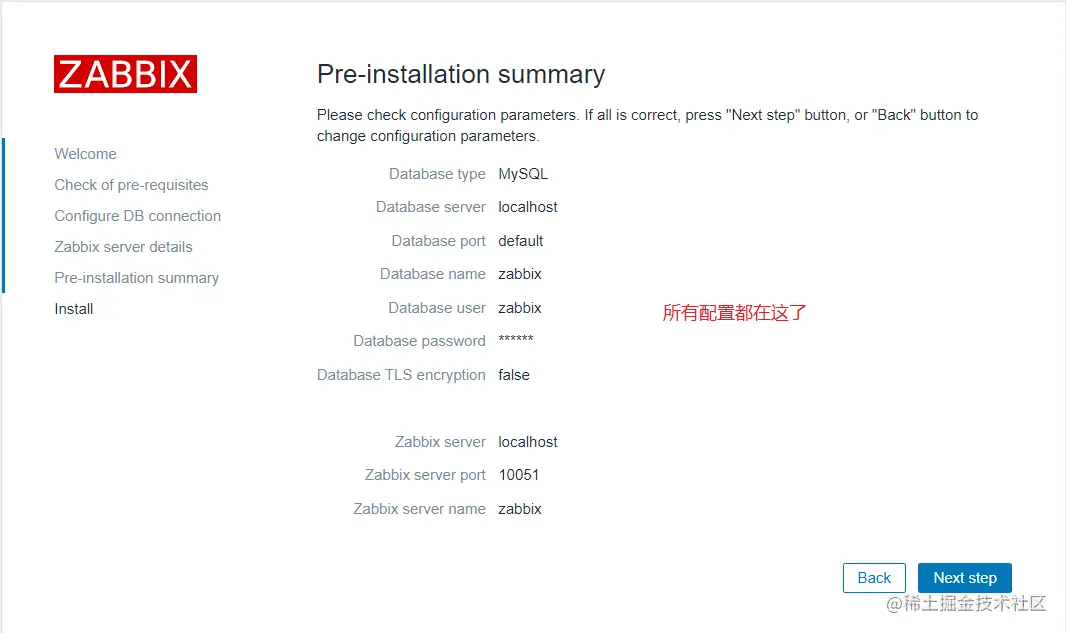 ZABBIX
Welcome
Check of pre-requisites
Configure DB connection
Zabbix server details
Pre-installation summary
Install
Pre-installation summary
Please check configuration parameters. If all is correct, press "Next step" button, or "Back" button to
change configuration parameters.
Database type MySQL
Database server localhost
Database port default
Database name zabbix
Database user zabbix
Database password ******
Database TLS encryption false
所有配置都在这了
Zabbix server localhost
Zabbix server port 10051
Zabbix server name zabbix
Back Next step
@稀土掘金技术社区